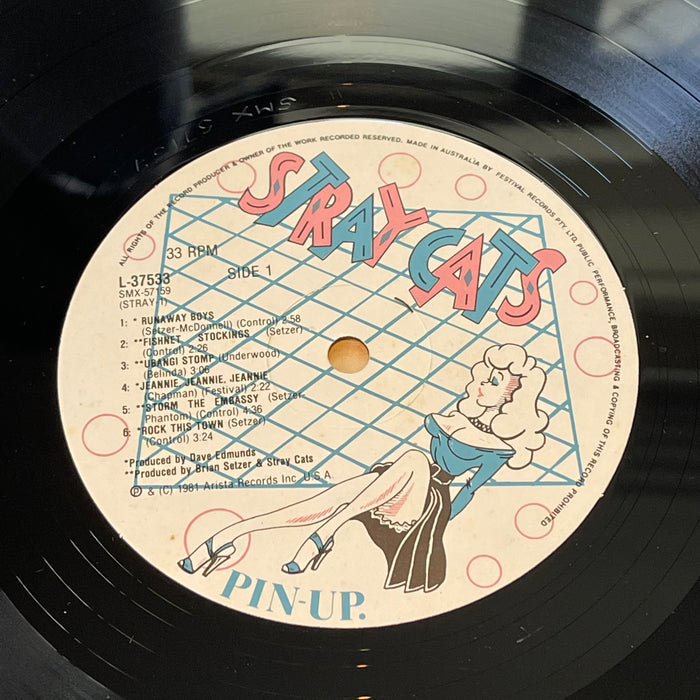 SMX 57159
ALL RIGHTS OF THE RECORD PRODUCER & OWNER OF THE WORK RECORDED RESERVED. MADE IN AUSTRALIA BY FESTIVAL RECORDS PTY. LTD. PUBLIC PERFORMANCE, BROADCASTING & COPYING OF THIS RECORD PROHIBITED
STRAY CATS
33 RPM
SIDE 1
L-37533
SMX-57159
(STRAY 1)
1: * RUNAWAY BOYS
(Setzer-McDonnell) (Control) 2:58
2: **FISHNET STOCKINGS (Setzer)
(Control) 2:26
3: **UBANGI STOMP (Underwood)
(Belinda) 3:06
4: *JEANNIE, JEANNIE, JEANNIE
(Chapman) (Festival) 2:22
5: **STORM THE EMBASSY (Setzer-
Phantom) (Control) 4:36
6: *ROCK THIS TOWN (Setzer)
(Control) 3:24
*Produced by Dave Edmunds
**Produced by Brian Setzer & Stray Cats
Ⓟ & (C) 1981 Arista Records Inc. U.S.A.
PIN-UP.